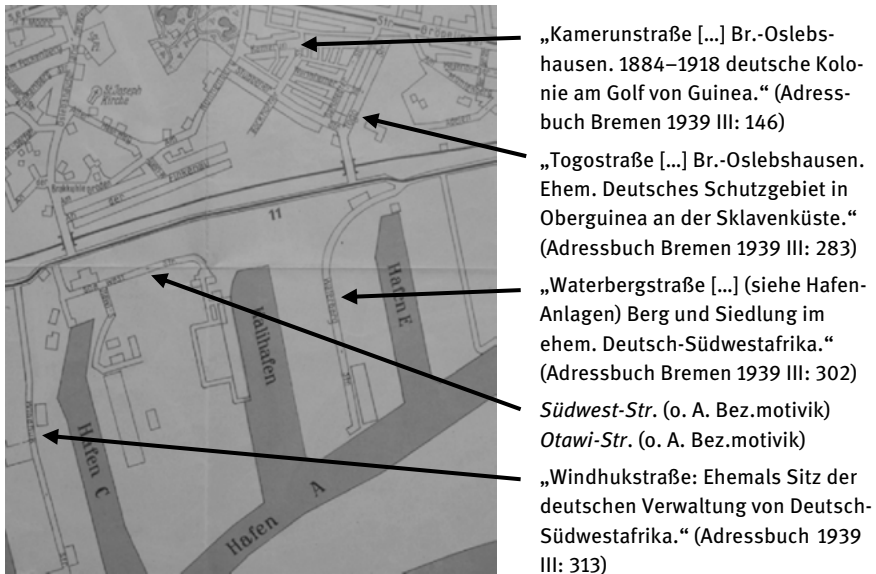 Str.
St. Joseph
Kirche
11
Kallhafen
Hafen E
Hafen C
Hafen A
„Kamerunstraße [...] Br.-Oslebs-
hausen. 1884–1918 deutsche Kolo-
nie am Golf von Guinea.“ (Adress-
buch Bremen 1939 III: 146)
„Togostraße [...] Br.-Oslebshausen.
Ehem. Deutsches Schutzgebiet in
Oberguinea an der Sklavenküste.“
(Adressbuch Bremen 1939 III: 283)
„Waterbergstraße [...] (siehe Hafen-
Anlagen) Berg und Siedlung im
ehem. Deutsch-Südwestafrika.“
(Adressbuch Bremen 1939 III: 302)
Südwest-Str. (o. A. Bez.motivik)
Otawi-Str. (o. A. Bez.motivik)
„Windhukstraße: Ehemals Sitz der
deutschen Verwaltung von Deutsch-
Südwestafrika.“ (Adressbuch 1939
III: 313)